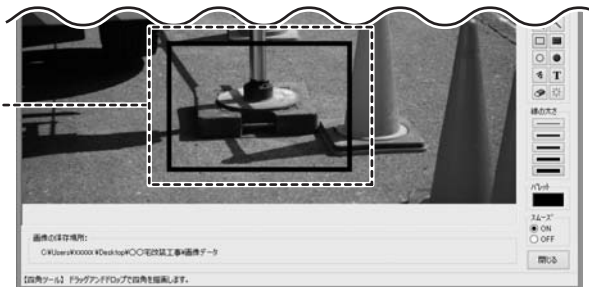 T
線の太さ
パレット
スムーズ
ON
OFF
画像の保存場所:
C:¥Users¥XXXXX¥Desktop¥〇〇宅改装工事¥画像データ
閉じる
【四角ツール】 ドラッグアンドドロップで四角を描画します。